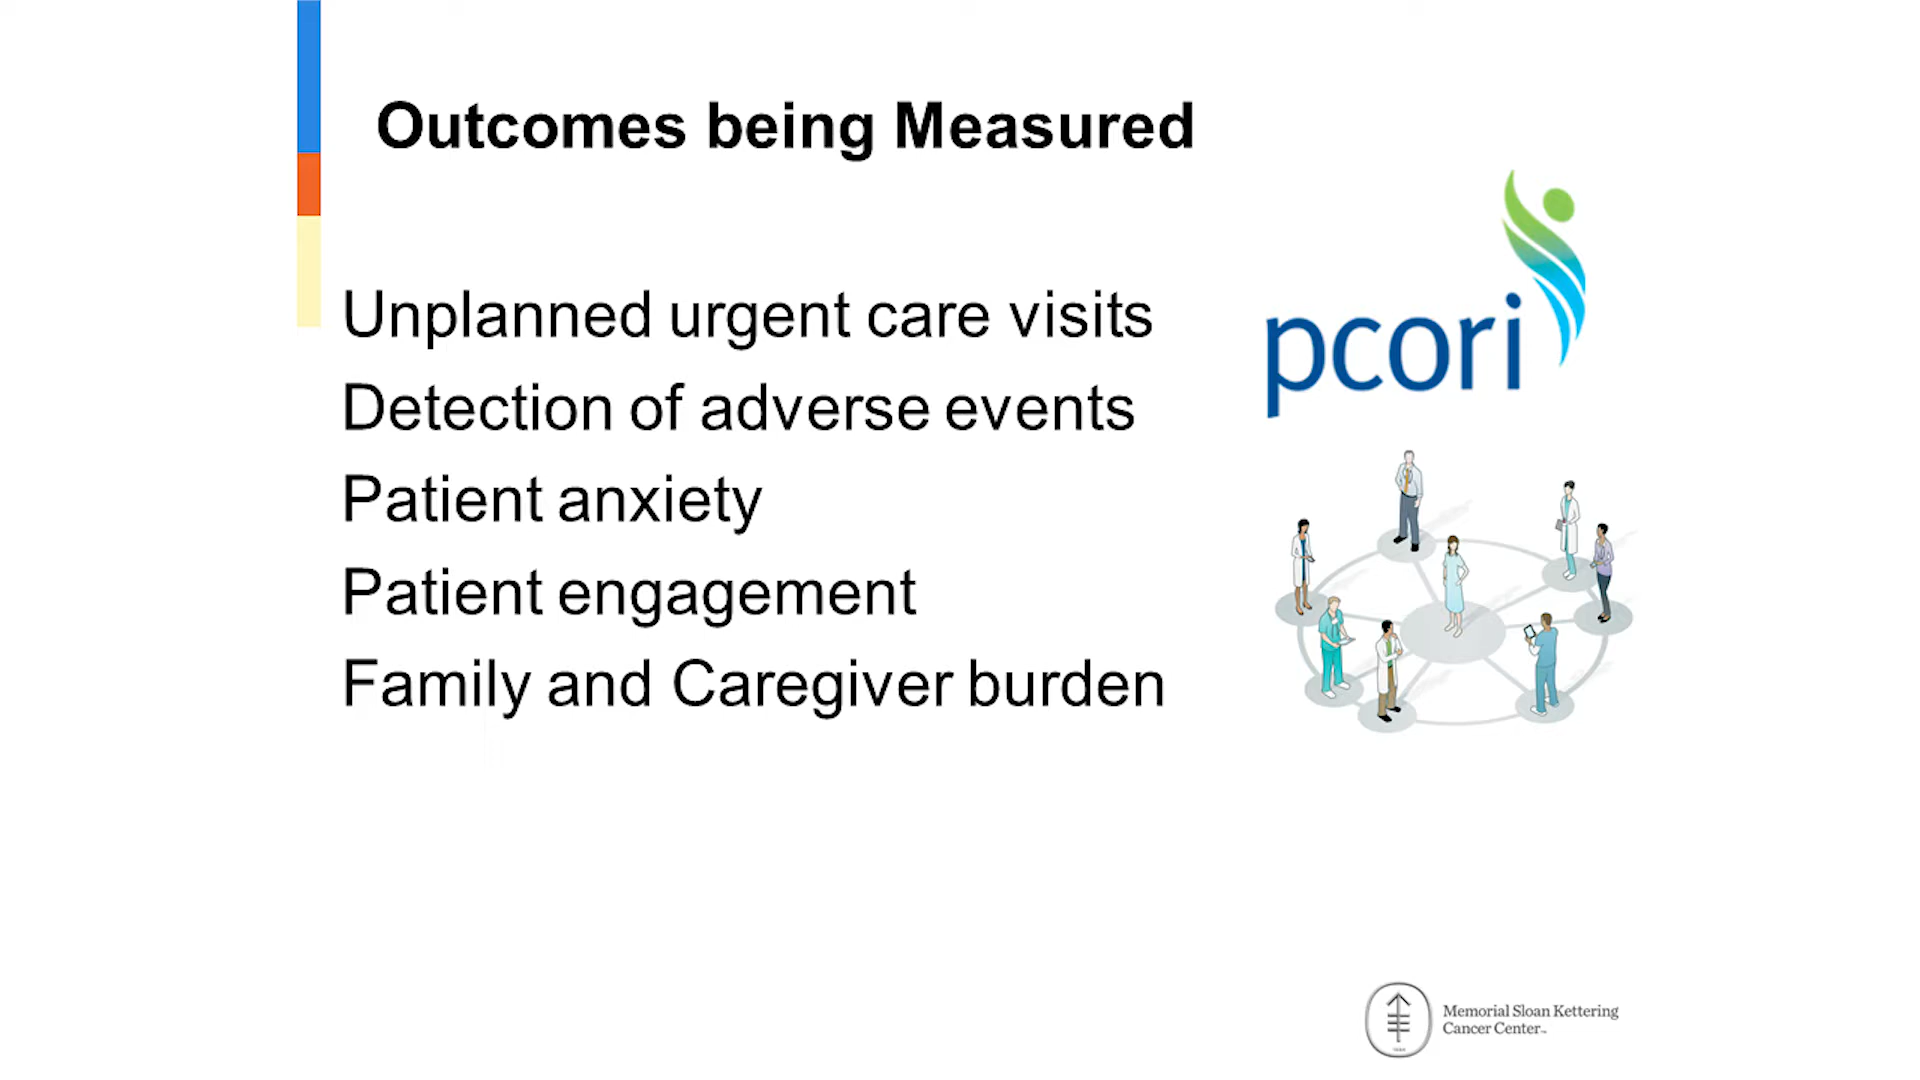 Outcomes being Measured
Unplanned urgent care visits
Detection of adverse events
Patient anxiety
Patient engagement
Family and Caregiver burden
pcori
Memorial Sloan Kettering
Cancer Center™